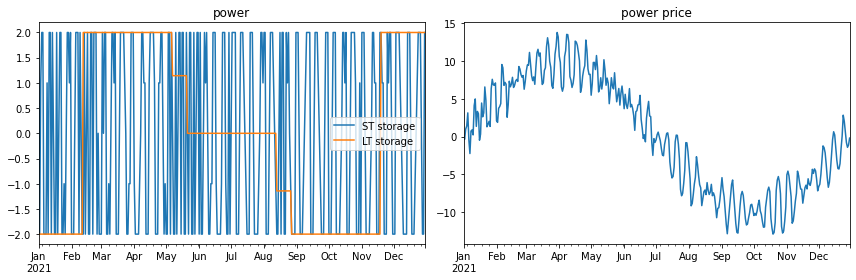 power
2.0
1.5
1.0
0.5
0.0
−0.5
−1.0
−1.5
−2.0
ST storage
LT storage
Jan Feb Mar Apr May Jun Jul Aug Sep Oct Nov Dec
2021
power price
15
10
5
0
−5
−10
Jan Feb Mar Apr May Jun Jul Aug Sep Oct Nov Dec
2021